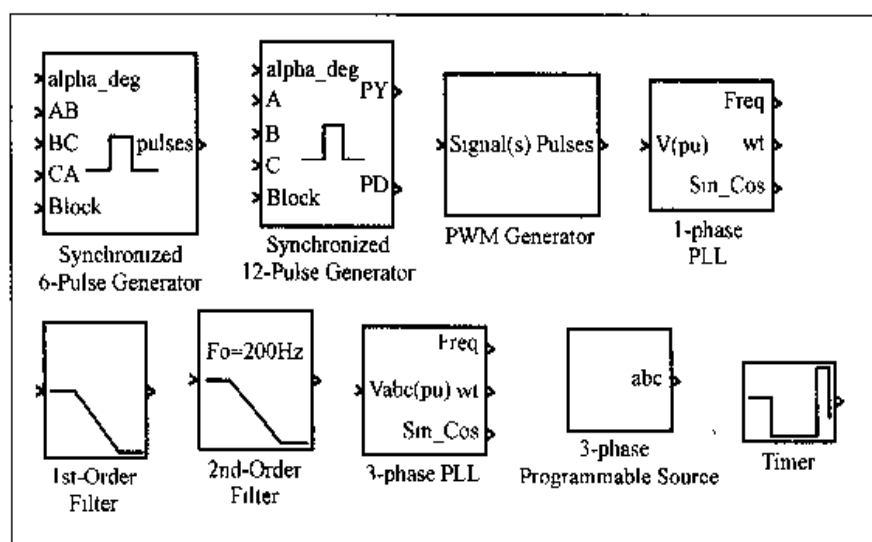 alpha_deg
AB
BC
CA
Block
pulses
Synchronized
6-Pulse Generator
alpha_deg
A
B
C
Block
PY
PD
Synchronized
12-Pulse Generator
Signal(s) Pulses
PWM Generator
V(pu)
Freq
wt
Sin_Cos
1-phase
PLL
1st-Order
Filter
Fo=200Hz
2nd-Order
Filter
Freq
Vabc(pu) wt
Sin_Cos
3-phase PLL
abc
3-phase
Programmable Source
Timer